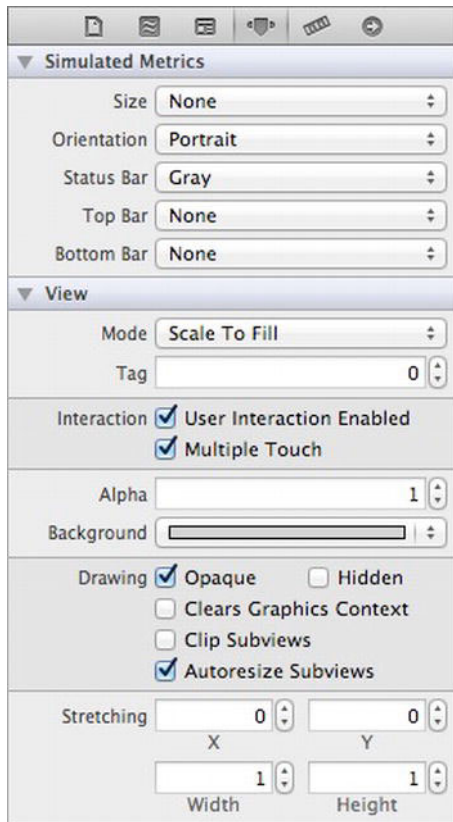 Simulated Metrics
Size None
Orientation Portrait
Status Bar Gray
Top Bar None
Bottom Bar None
View
Mode Scale To Fill
Tag 0
Interaction User Interaction Enabled
Multiple Touch
Alpha 1
Background
Drawing Opaque Hidden
Clears Graphics Context
Clip Subviews
Autoresize Subviews
Stretching 0 0
X Y
1 1
Width Height